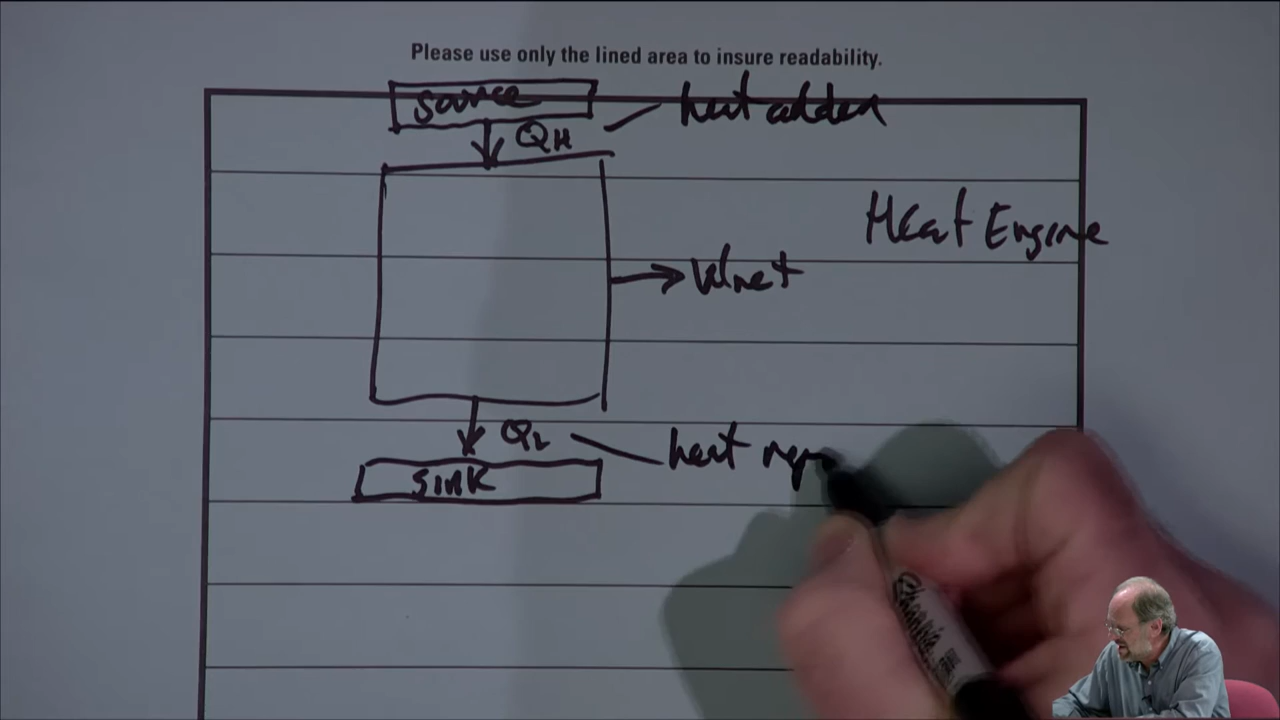 Please use only the lined area to insure readability.
Source
QH
heat added
Heat Engine
Wnet
QL
heat
SINK